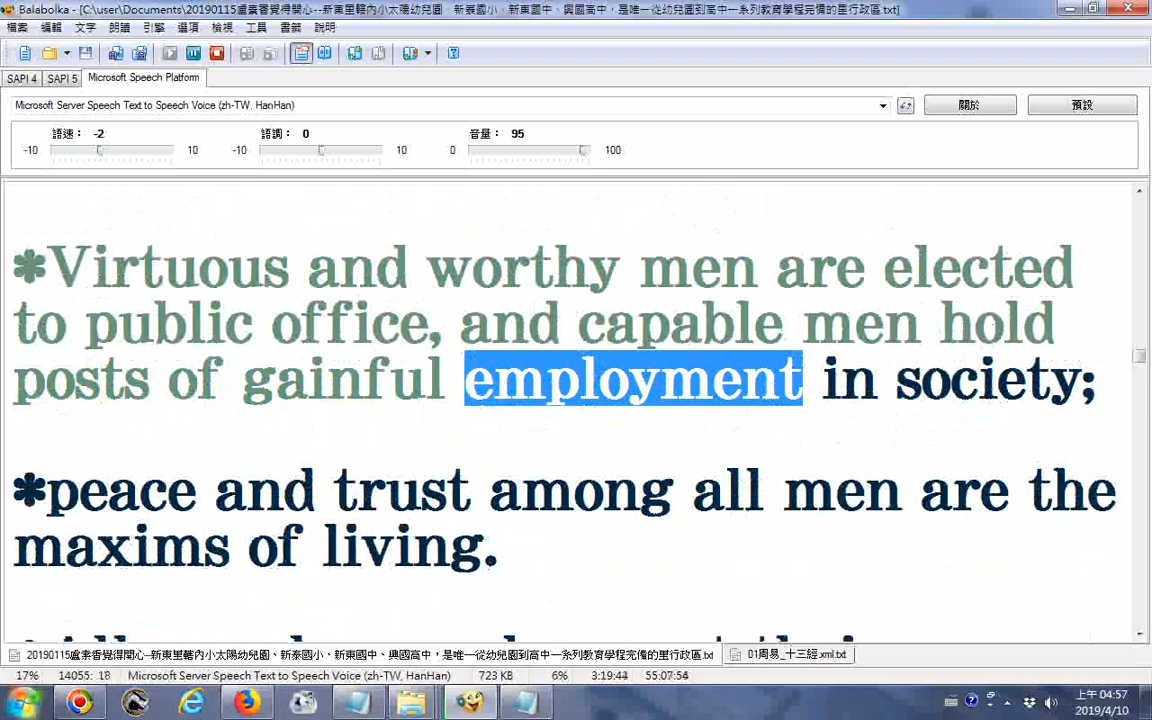 Balabolka - [C:\user\Documents\20190115盧素香覺得開心--新東里轄內小太陽幼兒園、新泰國小、新東國中、興國高中，是唯一從幼兒園到高中一系列教育學程完備的里行政區.txt]
檔案 編輯 文字 朗讀 引擎 選項 檢視 工具 書籤 說明
SAPI 4 SAPI 5 Microsoft Speech Platform
Microsoft Server Speech Text to Speech Voice (zh-TW, HanHan) 關於 預設
語速： -2 語調： 0 音量： 95
-10 10 -10 10 0 100
*Virtuous and worthy men are elected
to public office, and capable men hold
posts of gainful employment in society;
*peace and trust among all men are the
maxims of living.
20190115盧素香覺得開心--新東里轄內小太陽幼兒園、新泰國小、新東國中、興國高中，是唯一從幼兒園到高中一系列教育學程完備的里行政區.txt 01周易_十三經.xml.txt
17% 14055: 18 Microsoft Server Speech Text to Speech Voice (zh-TW, HanHan) 723 KB 6% 3:19:44 55:07:54
上午 04:57
2019/4/10